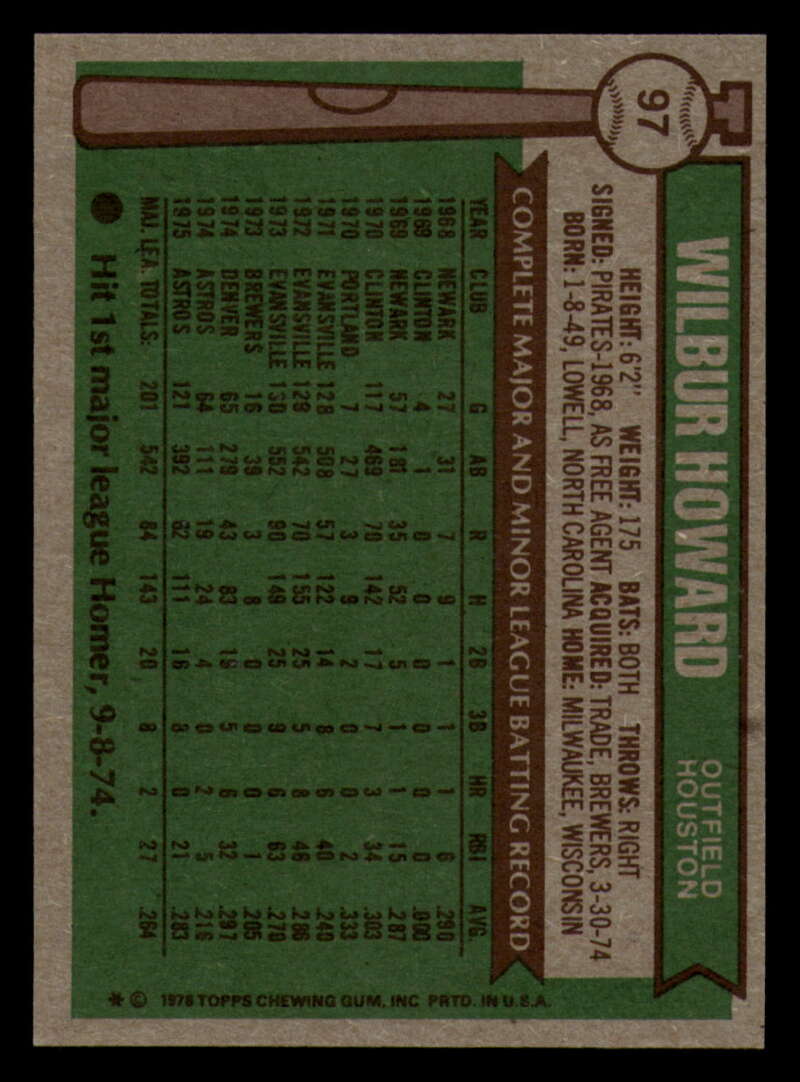 97
WILBUR HOWARD
OUTFIELD
HOUSTON
HEIGHT: 6'2" WEIGHT: 175 BATS: BOTH THROWS: RIGHT
SIGNED: PIRATES-1968, AS FREE AGENT ACQUIRED: TRADE, BREWERS, 3-30-74
BORN: 1-8-49, LOWELL, NORTH CAROLINA HOME: MILWAUKEE, WISCONSIN
COMPLETE MAJOR AND MINOR LEAGUE BATTING RECORD
YEAR CLUB G AB R H 2B 3B HR RBI AVG.
1968 NEWARK 27 31 7 9 1 1 1 6 .290
1969 CLINTON 4 1 0 0 0 0 0 0 .000
1969 NEWARK 57 181 35 52 5 1 1 15 .287
1970 CLINTON 117 469 70 142 17 7 3 34 .303
1970 PORTLAND 7 27 3 9 2 0 0 2 .333
1971 EVANSVILLE 128 508 57 122 14 8 6 40 .240
1972 EVANSVILLE 129 542 70 155 25 5 8 46 .286
1973 EVANSVILLE 130 552 90 149 25 9 6 63 .270
1973 BREWERS 16 39 3 8 0 0 0 1 .205
1974 DENVER 65 279 43 83 19 5 6 32 .297
1974 ASTROS 64 111 19 24 4 0 2 5 .216
1975 ASTROS 121 392 62 111 16 8 0 21 .283
MAJ. LEA. TOTALS: 201 542 84 143 20 8 2 27 .264
Hit 1st major league Homer, 9-8-74.
* © 1976 TOPPS CHEWING GUM, INC PRTD. IN U.S.A.